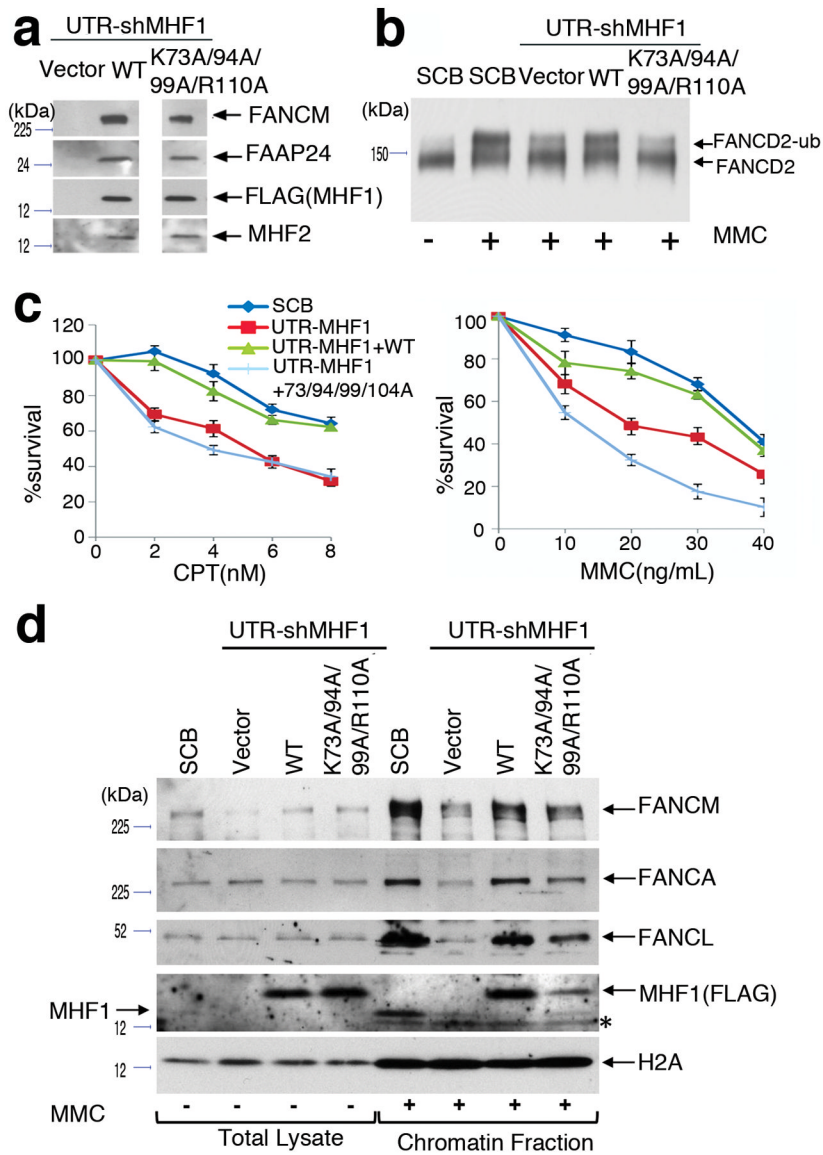 a
UTR-shMHF1
Vector WT K73A/94A/
99A/R110A
(kDa)
225
FANCM
24
FAAP24
12
FLAG(MHF1)
12
MHF2
b
UTR-shMHF1
SCB SCB Vector WT K73A/94A/
99A/R110A
(kDa)
150
FANCD2-ub
FANCD2
- + + + + MMC
c
SCB
UTR-MHF1
UTR-MHF1+WT
UTR-MHF1
+73/94/99/104A
120
100
80
60
40
20
0
%survival
0 2 4 6 8
CPT(nM)
100
80
60
40
20
0
%survival
0 10 20 30 40
MMC(ng/mL)
d
UTR-shMHF1 UTR-shMHF1
SCB Vector WT K73A/94A/
99A/R110A
SCB Vector WT K73A/94A/
99A/R110A
(kDa)
225
FANCM
225
FANCA
52
FANCL
MHF1
12
MHF1(FLAG)
*
12
H2A
MMC - - - - + + + +
Total Lysate Chromatin Fraction